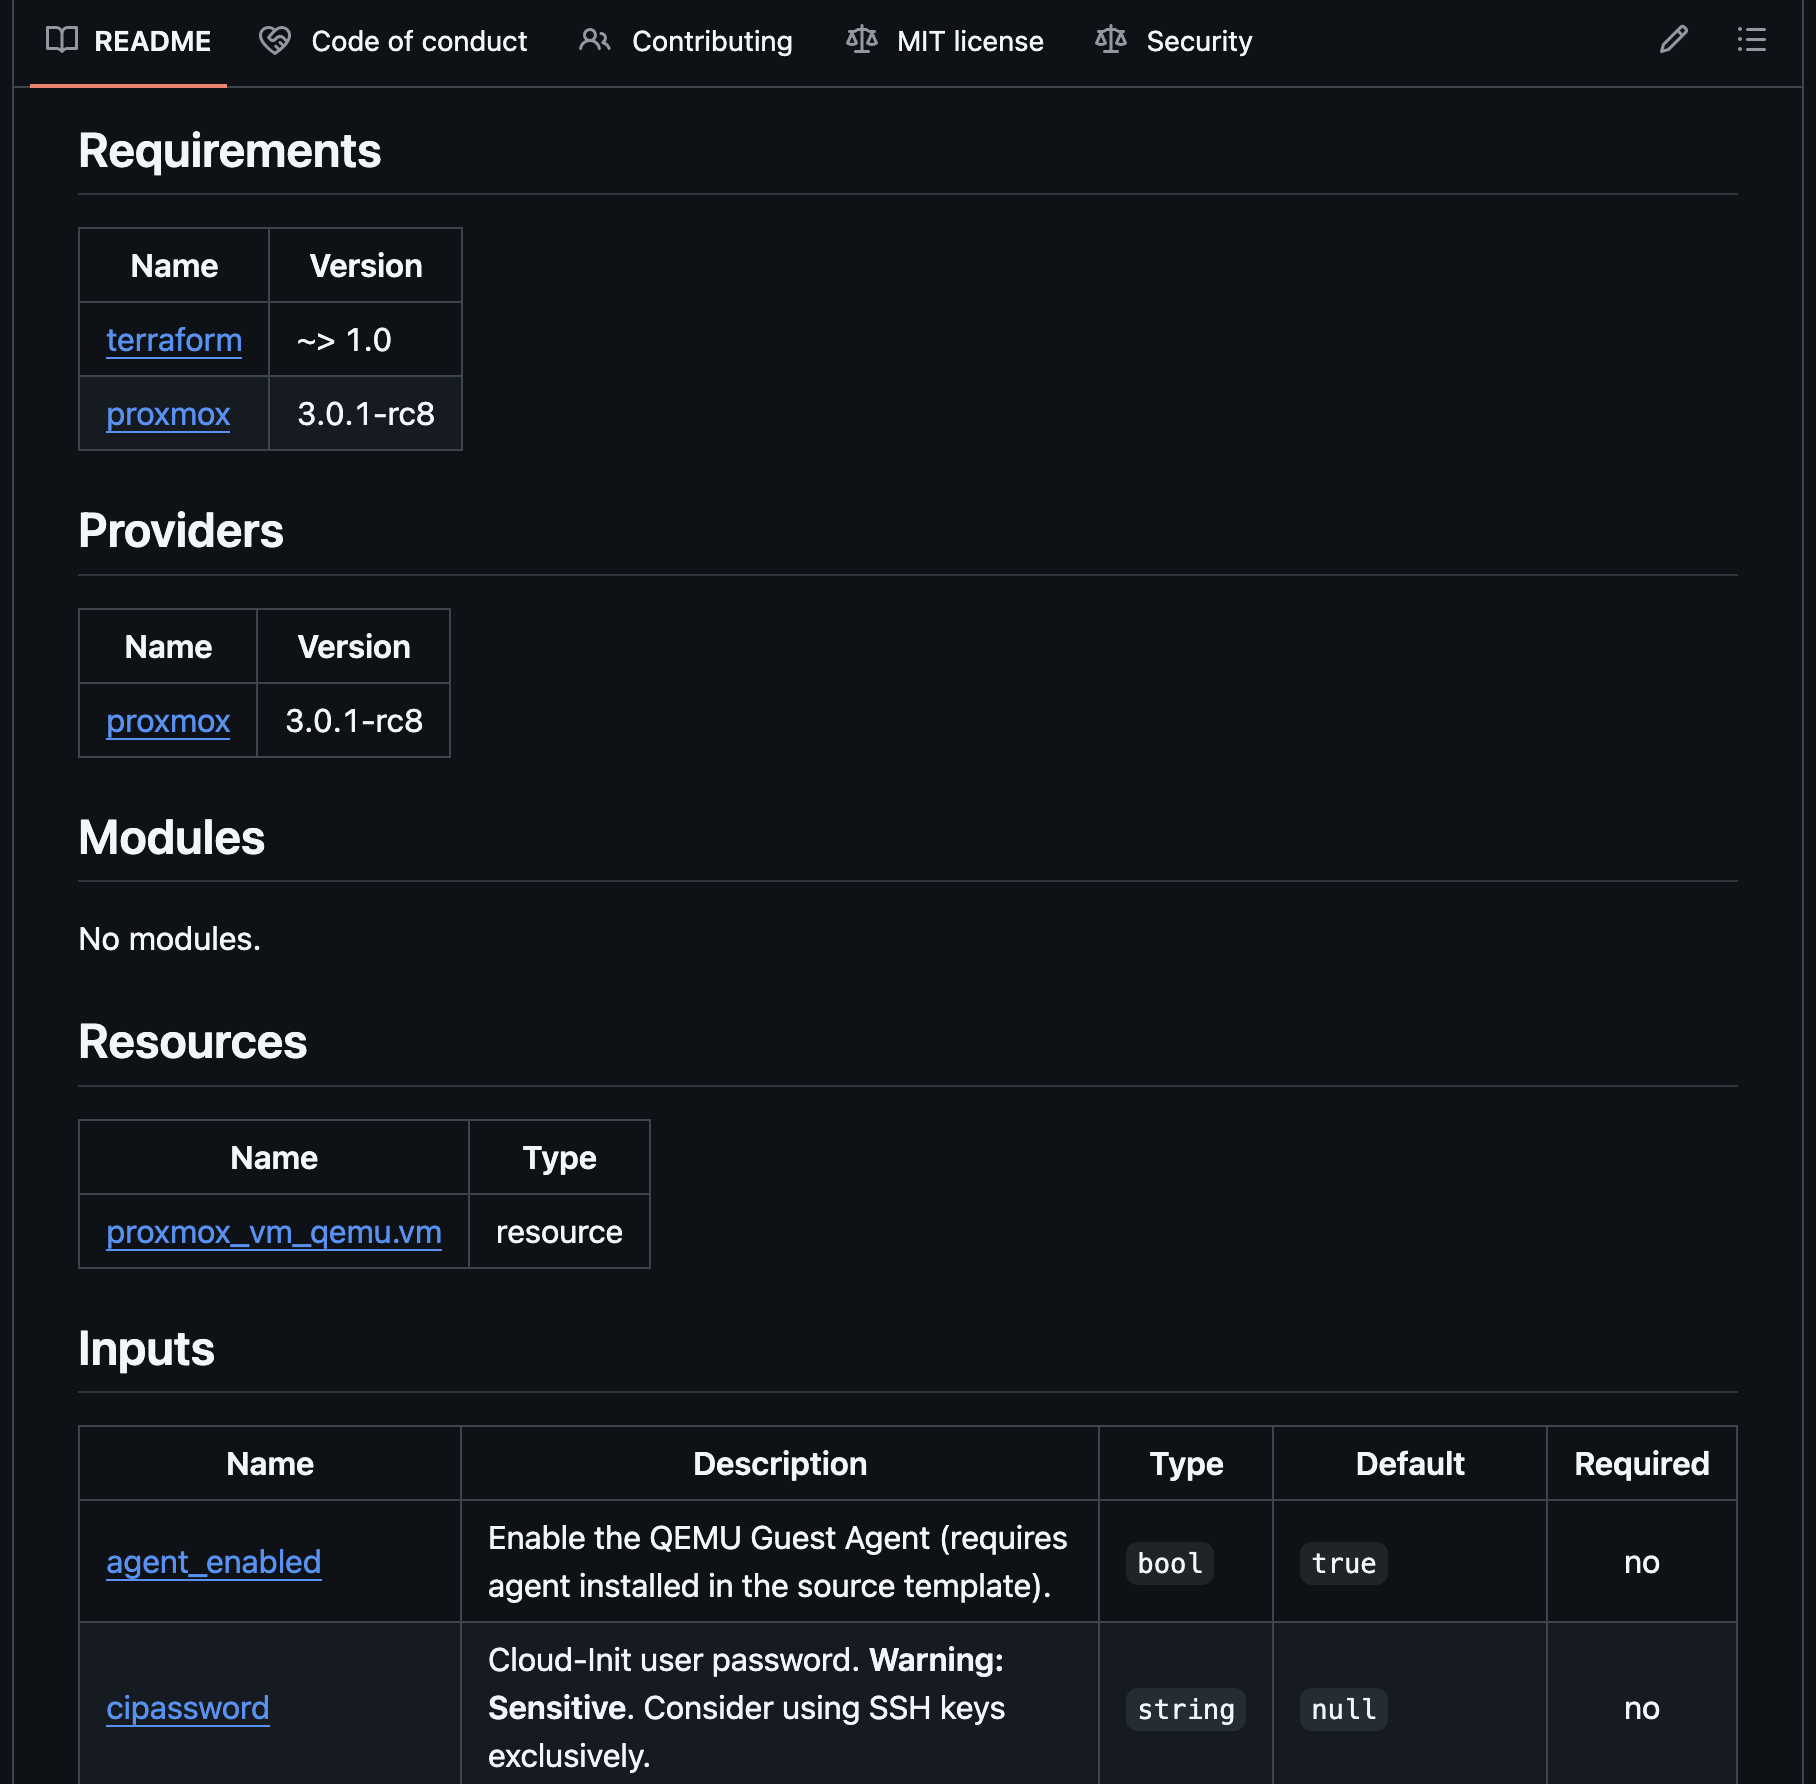 README Code of conduct Contributing MIT license Security
Requirements
Name Version
terraform ~> 1.0
proxmox 3.0.1-rc8
Providers
Name Version
proxmox 3.0.1-rc8
Modules
No modules.
Resources
Name Type
proxmox_vm_qemu.vm resource
Inputs
Name Description Type Default Required
agent_enabled Enable the QEMU Guest Agent (requires
agent installed in the source template). bool true no
Cloud-Init user password. Warning:
cipassword Sensitive. Consider using SSH keys string null no
exclusively.